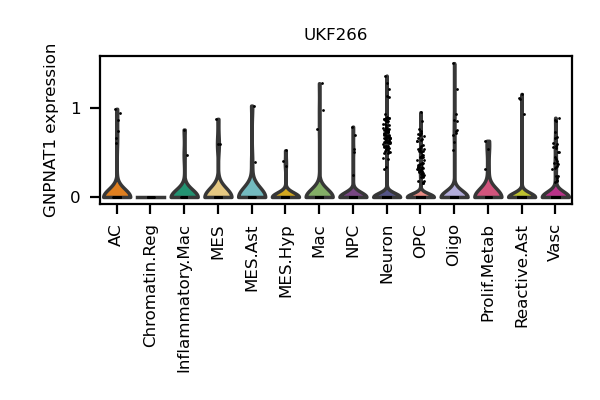 UKF266
GNPNAT1 expression
1
0
AC
Chromatin.Reg
Inflammatory.Mac
MES
MES.Ast
MES.Hyp
Mac
NPC
Neuron
OPC
Oligo
Prolif.Metab
Reactive.Ast
Vasc